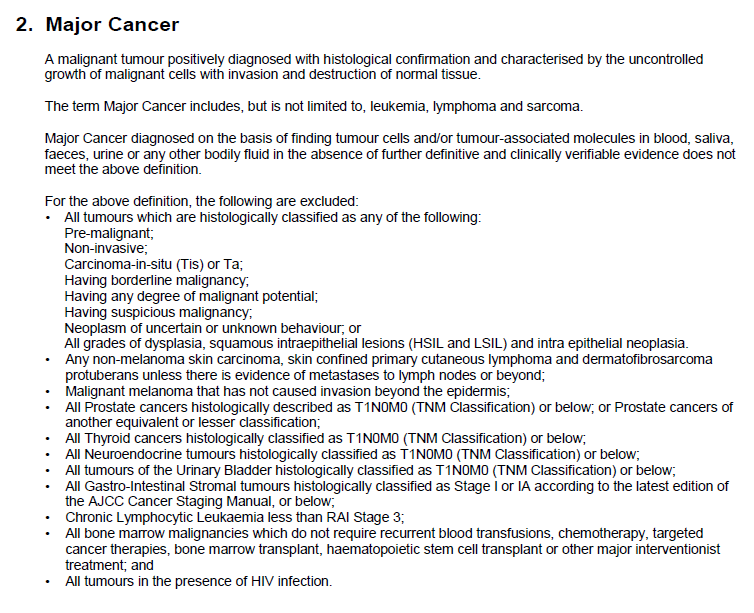 2. Major Cancer
A malignant tumour positively diagnosed with histological confirmation and characterised by the uncontrolled
growth of malignant cells with invasion and destruction of normal tissue.
The term Major Cancer includes, but is not limited to, leukemia, lymphoma and sarcoma.
Major Cancer diagnosed on the basis of finding tumour cells and/or tumour-associated molecules in blood, saliva,
faeces, urine or any other bodily fluid in the absence of further definitive and clinically verifiable evidence does not
meet the above definition.
For the above definition, the following are excluded:
• All tumours which are histologically classified as any of the following:
Pre-malignant;
Non-invasive;
Carcinoma-in-situ (Tis) or Ta;
Having borderline malignancy;
Having any degree of malignant potential;
Having suspicious malignancy;
Neoplasm of uncertain or unknown behaviour; or
All grades of dysplasia, squamous intraepithelial lesions (HSIL and LSIL) and intra epithelial neoplasia.
• Any non-melanoma skin carcinoma, skin confined primary cutaneous lymphoma and dermatofibrosarcoma
protuberans unless there is evidence of metastases to lymph nodes or beyond;
• Malignant melanoma that has not caused invasion beyond the epidermis;
• All Prostate cancers histologically described as T1N0M0 (TNM Classification) or below; or Prostate cancers of
another equivalent or lesser classification;
• All Thyroid cancers histologically classified as T1N0M0 (TNM Classification) or below;
• All Neuroendocrine tumours histologically classified as T1N0M0 (TNM Classification) or below;
• All tumours of the Urinary Bladder histologically classified as T1N0M0 (TNM Classification) or below;
• All Gastro-Intestinal Stromal tumours histologically classified as Stage I or IA according to the latest edition of
the AJCC Cancer Staging Manual, or below;
• Chronic Lymphocytic Leukaemia less than RAI Stage 3;
• All bone marrow malignancies which do not require recurrent blood transfusions, chemotherapy, targeted
cancer therapies, bone marrow transplant, haematopoietic stem cell transplant or other major interventionist
treatment; and
• All tumours in the presence of HIV infection.